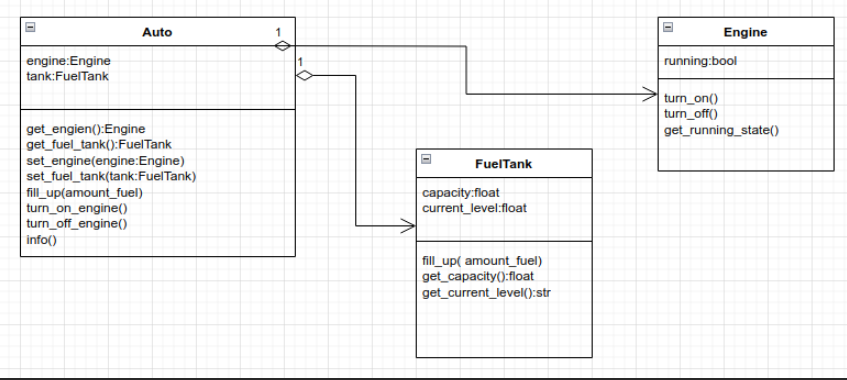 Auto
1
engine:Engine
tank:FuelTank
1
get_engien():Engine
get_fuel_tank():FuelTank
set_engine(engine:Engine)
set_fuel_tank(tank:FuelTank)
fill_up(amount_fuel)
turn_on_engine()
turn_off_engine()
info()
Engine
running:bool
turn_on()
turn_off()
get_running_state()
FuelTank
capacity:float
current_level:float
fill_up( amount_fuel)
get_capacity():float
get_current_level():str